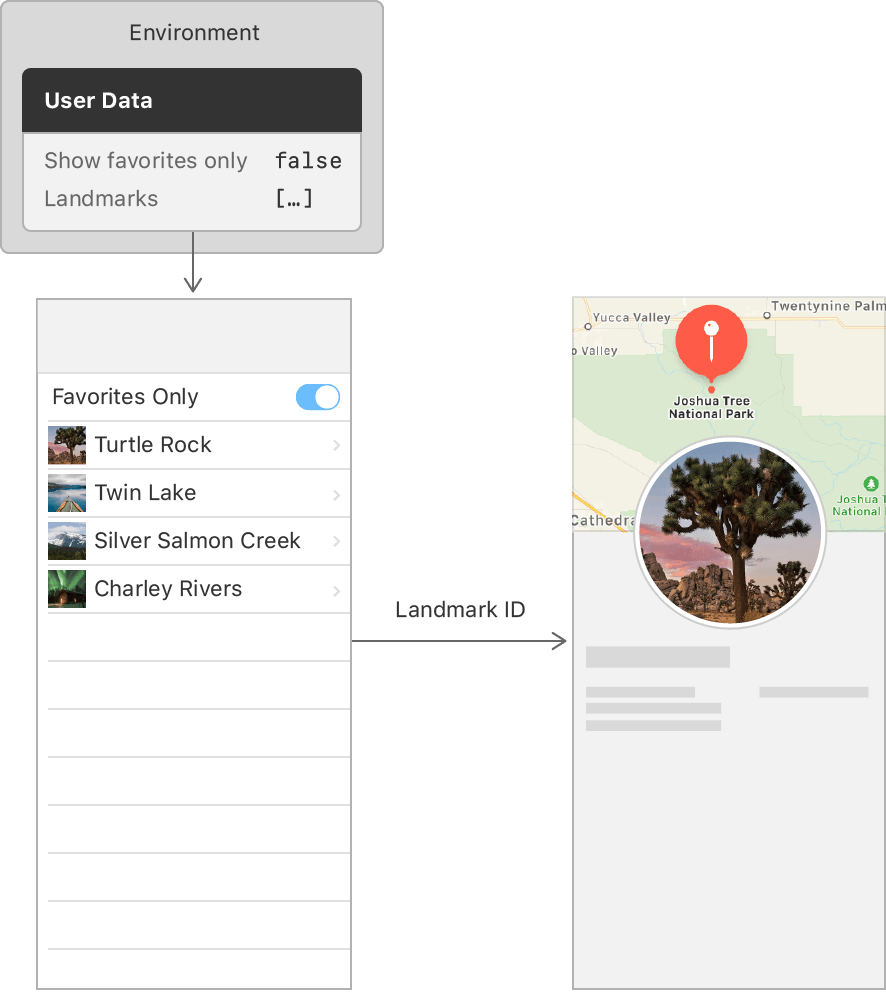 Environment
User Data
Show favorites only false
Landmarks […]
Favorites Only
Turtle Rock
Twin Lake
Silver Salmon Creek
Charley Rivers
Landmark ID
Twentynine Palm
Yucca Valley
o Valley
Joshua Tree
National Park
Joshua T
National
Cathedra